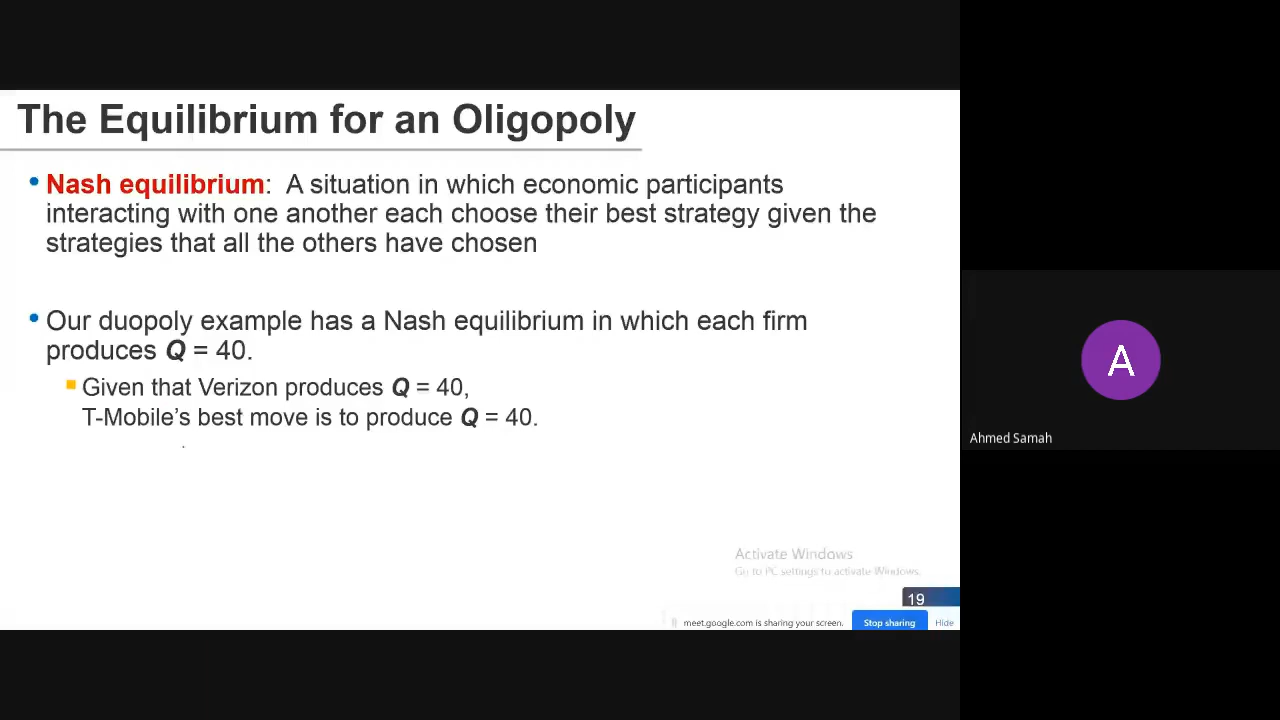 The Equilibrium for an Oligopoly
• Nash equilibrium: A situation in which economic participants
interacting with one another each choose their best strategy given the
strategies that all the others have chosen
• Our duopoly example has a Nash equilibrium in which each firm
produces Q = 40.
Given that Verizon produces Q = 40,
T-Mobile’s best move is to produce Q = 40.
A
Ahmed Samah
Activate Windows
Go to PC settings to activate Windows.
19
meet.google.com is sharing your screen.
Stop sharing
Hide